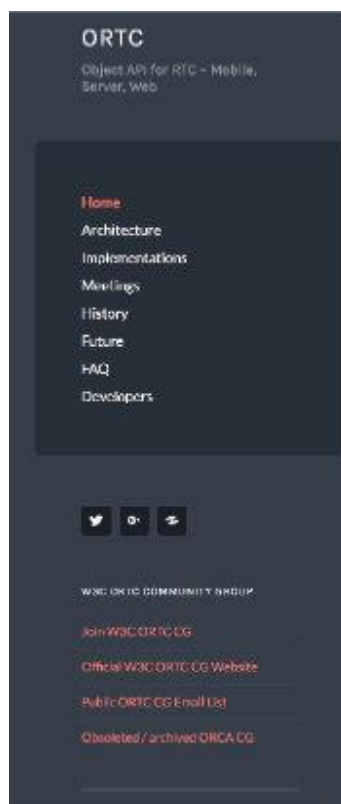 ORTC
Object API for RTC – Mobile,
Server, Web
Home
Architecture
Implementations
Meetings
History
Future
FAQ
Developers
W3C ORTC COMMUNITY GROUP
Join W3C ORTC CG
Official W3C ORTC CG Website
Public ORTC CG Email List
Obsoleted / archived ORCA CG